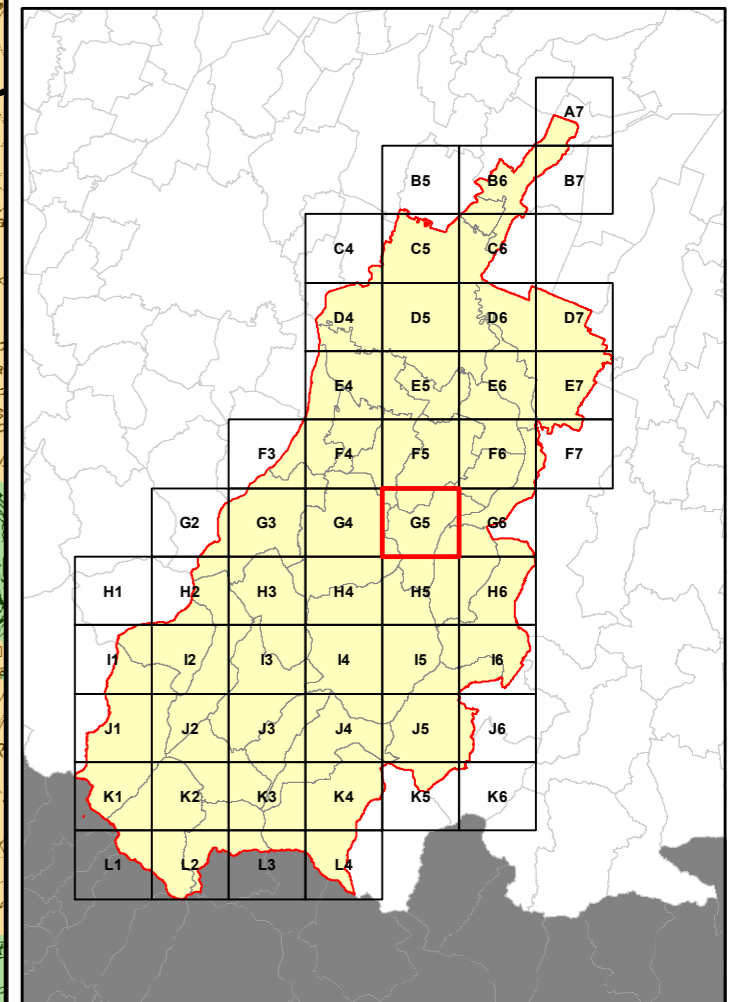 A7
B5 B6 B7
C4 C5 C6
D4 D5 D6 D7
E4 E5 E6 E7
F3 F4 F5 F6 F7
G2 G3 G4 G5 G6
H1 H2 H3 H4 H5 H6
I1 I2 I3 I4 I5 I6
J1 J2 J3 J4 J5 J6
K1 K2 K3 K4 K5 K6
L1 L2 L3 L4